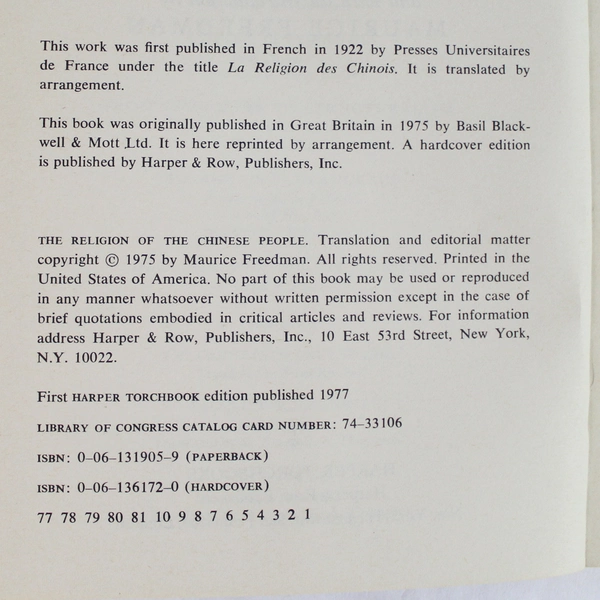 This work was first published in French in 1922 by Presses Universitaires
de France under the title La Religion des Chinois. It is translated by
arrangement.
This book was originally published in Great Britain in 1975 by Basil Black-
well & Mott Ltd. It is here reprinted by arrangement. A hardcover edition
is published by Harper & Row, Publishers, Inc.
THE RELIGION OF THE CHINESE PEOPLE. Translation and editorial matter
copyright © 1975 by Maurice Freedman. All rights reserved. Printed in the
United States of America. No part of this book may be used or reproduced
in any manner whatsoever without written permission except in the case of
brief quotations embodied in critical articles and reviews. For information
address Harper & Row, Publishers, Inc., 10 East 53rd Street, New York,
N.Y. 10022.
First HARPER TORCHBOOK edition published 1977
LIBRARY OF CONGRESS CATALOG CARD NUMBER: 74–33106
ISBN: 0–06–131905–9 (PAPERBACK)
ISBN: 0–06–136172–0 (HARDCOVER)
77 78 79 80 81 10 9 8 7 6 5 4 3 2 1